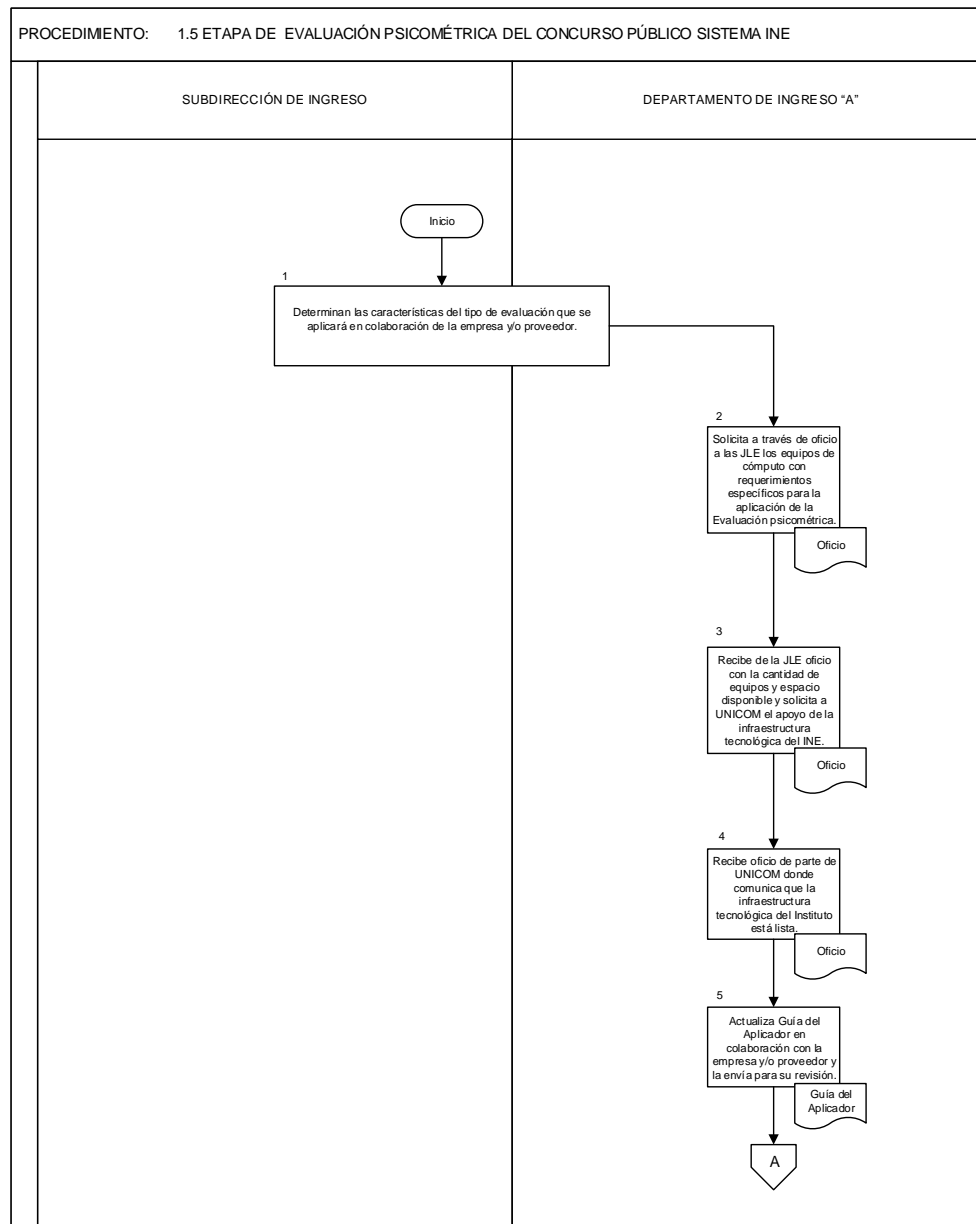 PROCEDIMIENTO: 1.5 ETAPA DE EVALUACIÓN PSICOMÉTRICA DEL CONCURSO PÚBLICO SISTEMA INE
SUBDIRECCIÓN DE INGRESO
DEPARTAMENTO DE INGRESO "A"
Inicio
1
Determinan las características del tipo de evaluación que se
aplicará en colaboración de la empresa y/o proveedor.
2
Solicita a través de oficio
a las JLE los equipos de
cómputo con
requerimientos
específicos para la
aplicación de la
Evaluación psicométrica.
Oficio
3
Recibe de la JLE oficio
con la cantidad de
equipos y espacio
disponible y solicita a
UNICOM el apoyo de la
infraestructura
tecnológica del INE.
Oficio
4
Recibe oficio de parte de
UNICOM donde
comunica que la
infraestructura
tecnológica del Instituto
está lista.
Oficio
5
Actualiza Guía del
Aplicador en
colaboración con la
empresa y/o proveedor y
la envía para su revisión.
Guía del
Aplicador
A